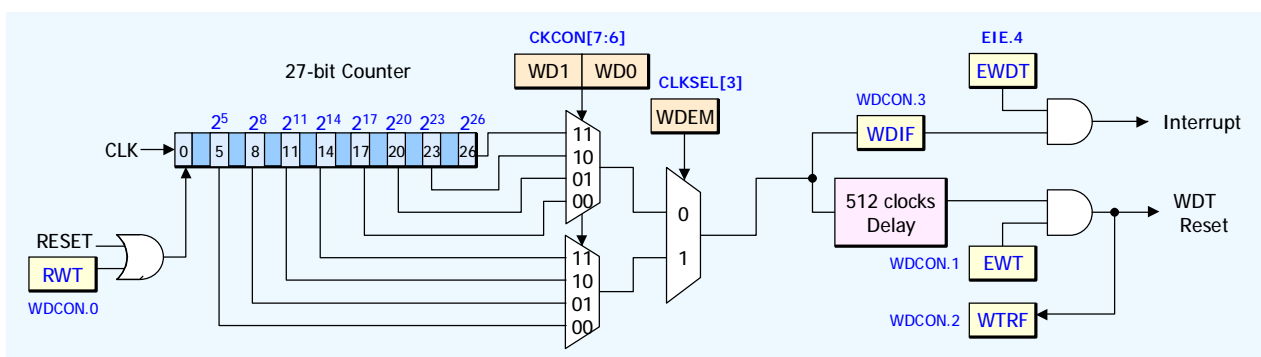 CKCON[7:6]
EIE.4
27-bit Counter
WD1 WD0
CLKSEL[3]
EWDT
WDCON.3
WDEM
2^5 2^8 2^11 2^14 2^17 2^20 2^23 2^26
WDIF
Interrupt
CLK
0 5 8 11 14 17 20 23 26
11
10
01
00
0
1
512 clocks
Delay
WDT
Reset
RESET
RWT
WDCON.0
11
10
01
00
WDCON.1
EWT
WDCON.2
WTRF